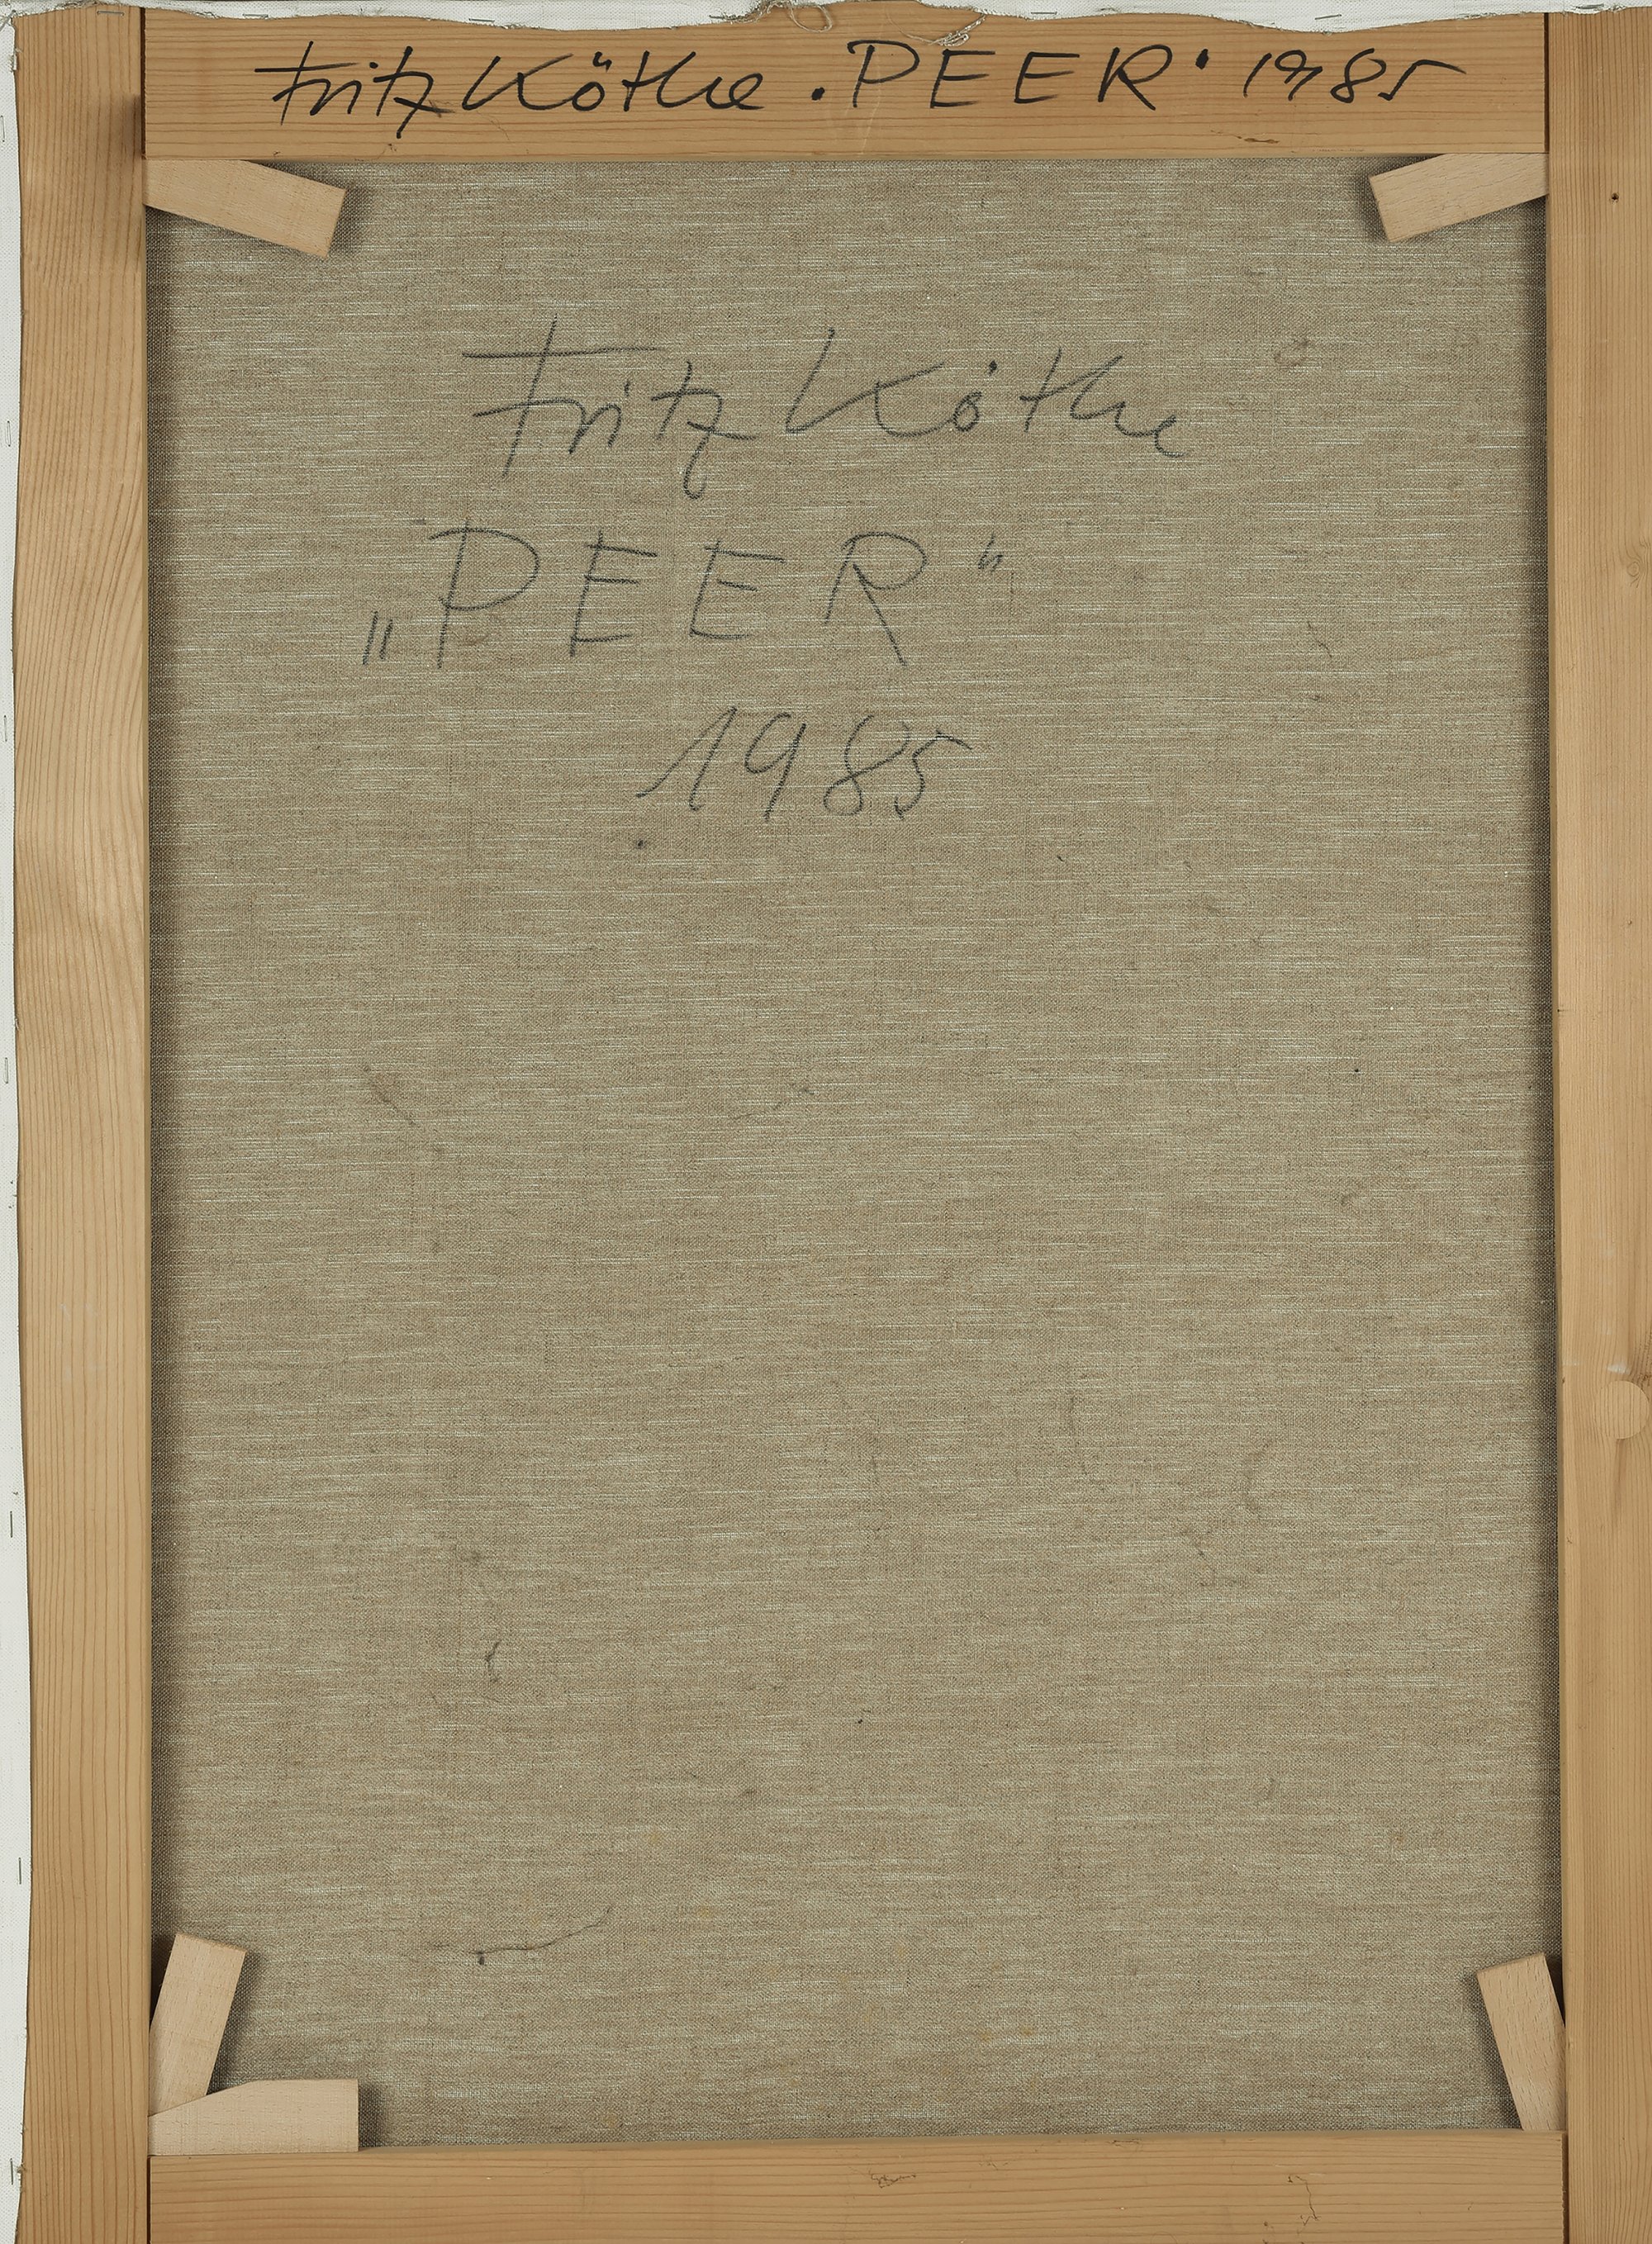 Fritz Köthe . PEER · 1985
Fritz Köthe
„PEER“
1985